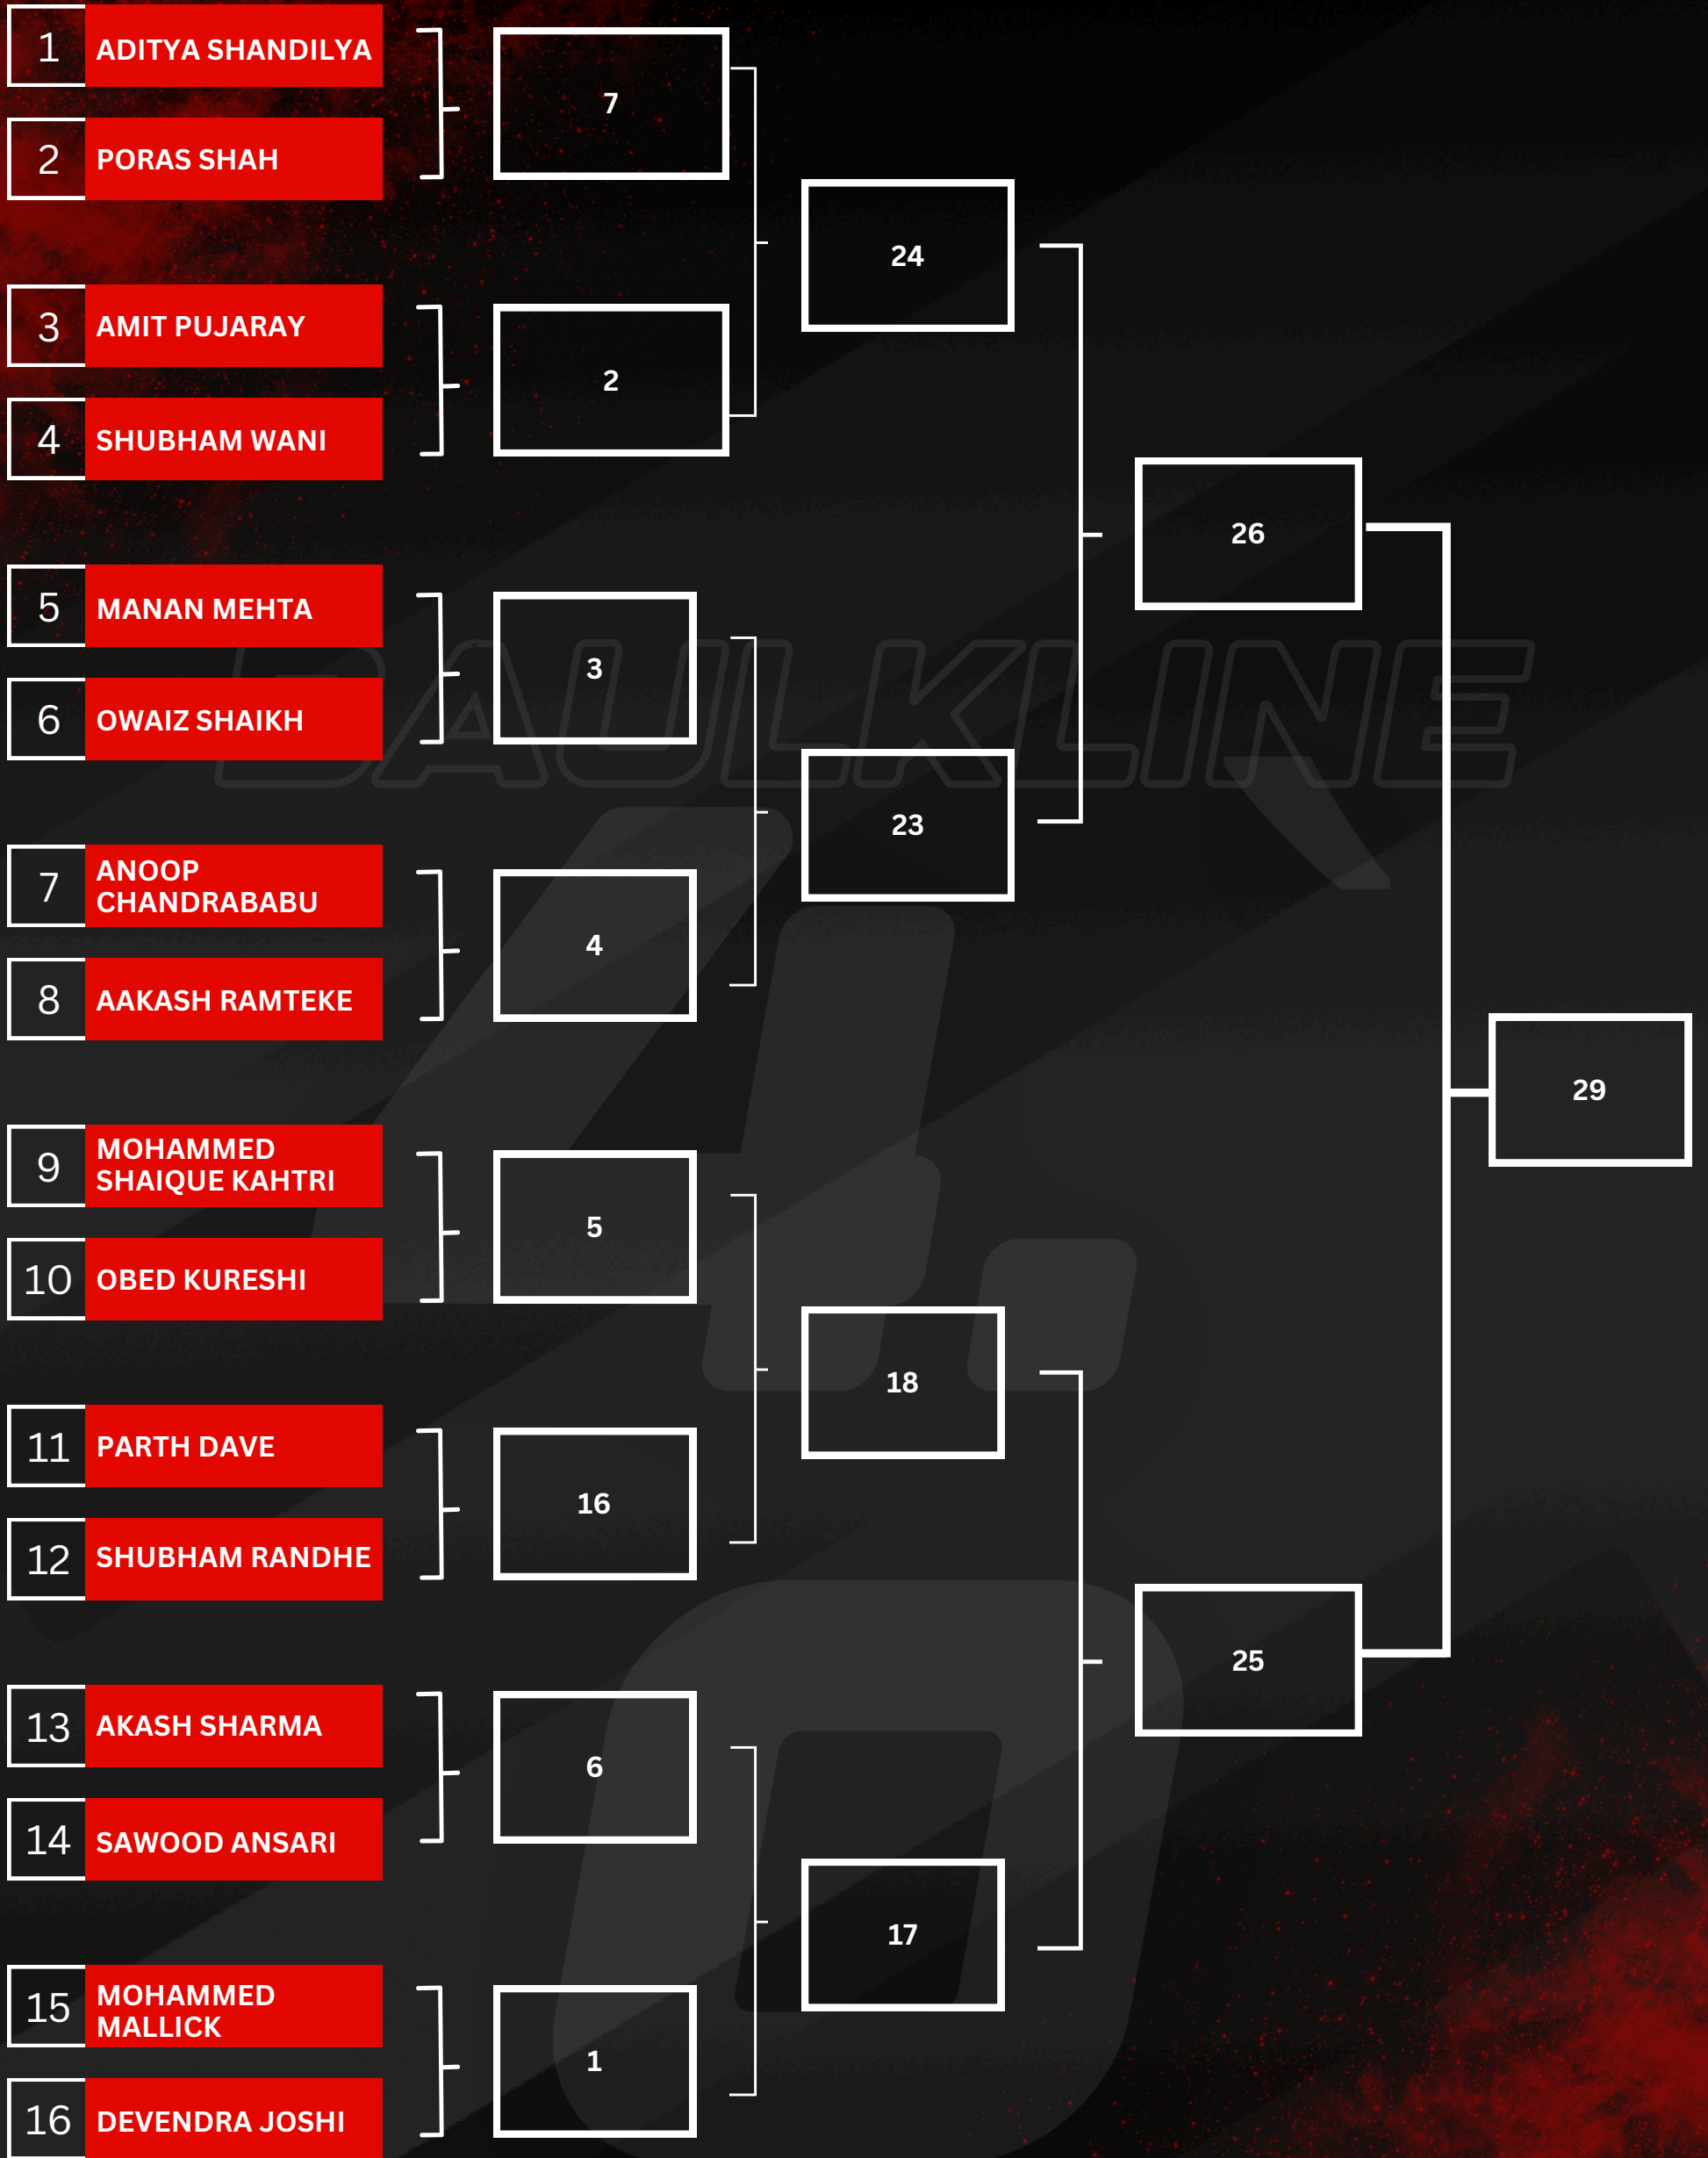 1 ADITYA SHANDILYA
2 PORAS SHAH
7
3 AMIT PUJARAY
4 SHUBHAM WANI
2
24
5 MANAN MEHTA
6 OWAIZ SHAIKH
3
7 ANOOP
CHANDRABABU
8 AAKASH RAMTEKE
4
23
26
9 MOHAMMED
SHAIQUE KAHTRI
10 OBED KURESHI
5
11 PARTH DAVE
12 SHUBHAM RANDHE
16
18
13 AKASH SHARMA
14 SAWOOD ANSARI
6
15 MOHAMMED
MALLICK
16 DEVENDRA JOSHI
1
17
25
29
BAULKLINE
4.0